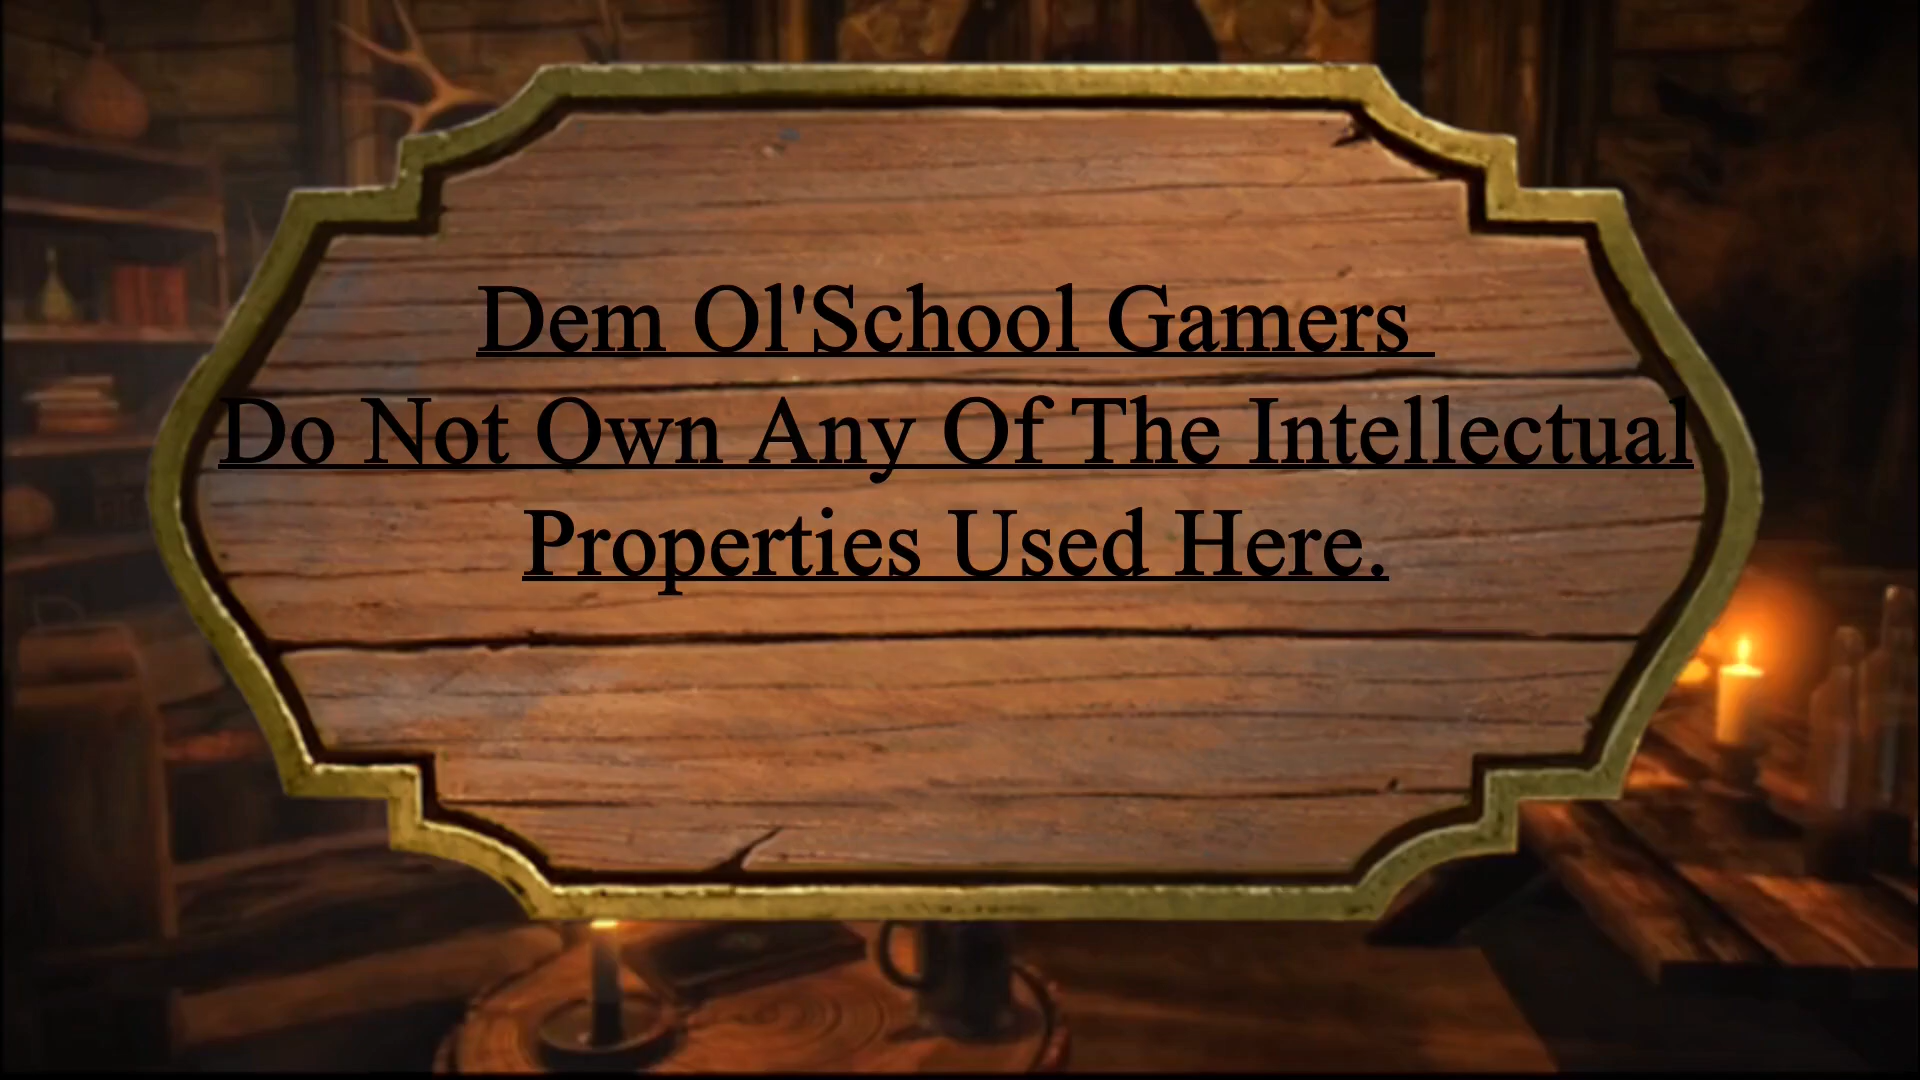 Dem Ol'School Gamers
Do Not Own Any Of The Intellectual
Properties Used Here.